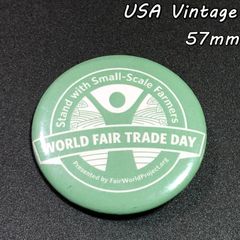 USA Vintage
57mm
Stand with Small-Scale Farmers
WORLD FAIR TRADE DAY
Presented by FairWorldProject.org